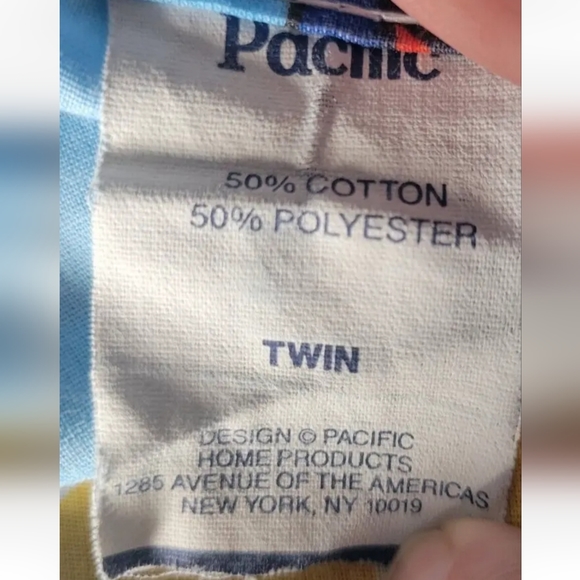 Pacific
50% COTTON
50% POLYESTER
TWIN
DESIGN © PACIFIC
HOME PRODUCTS
1285 AVENUE OF THE AMERICAS
NEW YORK, NY 10019